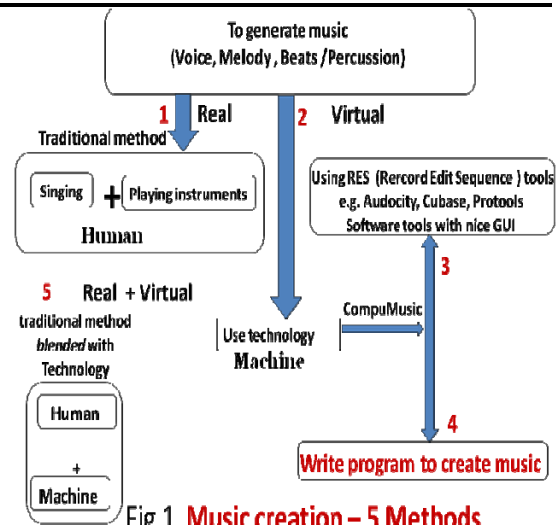 To generate music
(Voice, Melody , Beats /Percussion)
1 Real
2 Virtual
Traditional method
Singing + Playing instruments
Human
Using RES (Rercord Edit Sequence ) tools
e.g. Audocity, Cubase, Protools
Software tools with nice GUI
3
5 Real + Virtual
traditional method
blended with
Technology
Human
+
Machine
Use technology
Machine
CompuMusic
4
Write program to create music
Fig 1 Music creation – 5 Methods